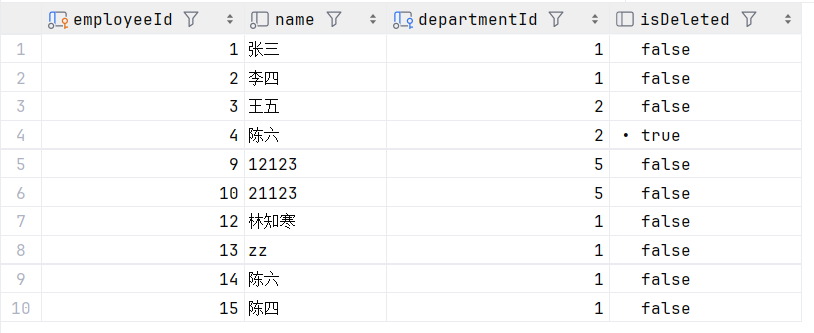 employeeId name departmentId isDeleted
1 1 张三 1 false
2 2 李四 1 false
3 3 王五 2 false
4 4 陈六 2 • true
5 9 12123 5 false
6 10 21123 5 false
7 12 林知寒 1 false
8 13 zz 1 false
9 14 陈六 1 false
10 15 陈四 1 false